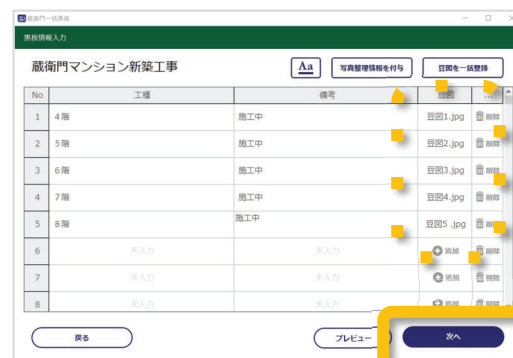 蔵衛門一括黒板
黒板情報入力
蔵衛門マンション新築工事 Aa 写真整理情報を付与 豆図を一括登録
No 工種 備考 豆図 ...
1 4階 施工中 豆図1.jpg 削除
2 5階 施工中 豆図2.jpg 削除
3 6階 施工中 豆図3.jpg 削除
4 7階 施工中 豆図4.jpg 削除
5 8階 施工中 豆図5 .jpg 削除
6 未入力 未入力 追加 削除
7 未入力 未入力 追加 削除
8 未入力 未入力 追加 削除
戻る プレビュー 次へ